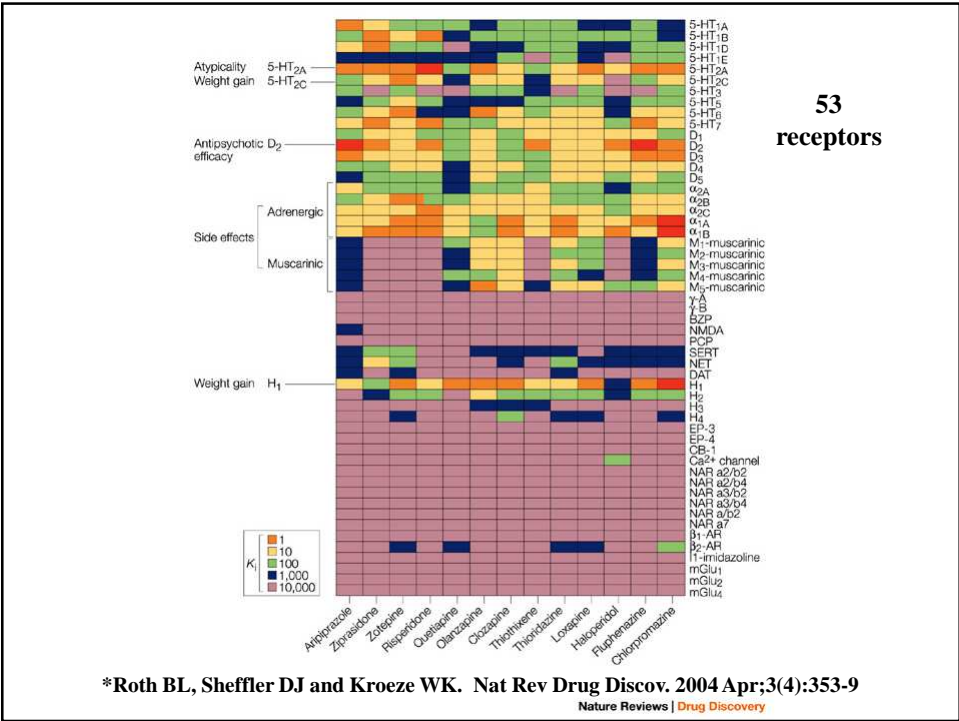 5-HT1A
5-HT1B
5-HT1D
5-HT1E
Atypicality 5-HT2A 5-HT2A
Weight gain 5-HT2C 5-HT2C
5-HT3
5-HT5
5-HT6
5-HT7
D1
Antipsychotic D2 D2
efficacy D3
D4
D5
α2A
α2B
Adrenergic α2C
α1A
Side effects α1B
M1-muscarinic
M2-muscarinic
Muscarinic M3-muscarinic
M4-muscarinic
M5-muscarinic
γ-A
γ-B
BZP
NMDA
PCP
SERT
NET
DAT
Weight gain H1 H1
H2
H3
H4
EP-3
EP-4
CB-1
Ca2+ channel
NAR a2/b2
NAR a2/b4
NAR a3/b2
NAR a3/b4
NAR a/b2
NAR a7
β1-AR
β2-AR
I1-imidazoline
mGlu1
mGlu2
mGlu4
53
receptors
Ki
1
10
100
1,000
10,000
Aripiprazole
Ziprasidone
Zotepine
Risperidone
Quetiapine
Olanzapine
Clozapine
Thiothixene
Thioridazine
Loxapine
Haloperidol
Fluphenazine
Chlorpromazine
*Roth BL, Sheffler DJ and Kroeze WK. Nat Rev Drug Discov. 2004 Apr;3(4):353-9
Nature Reviews | Drug Discovery